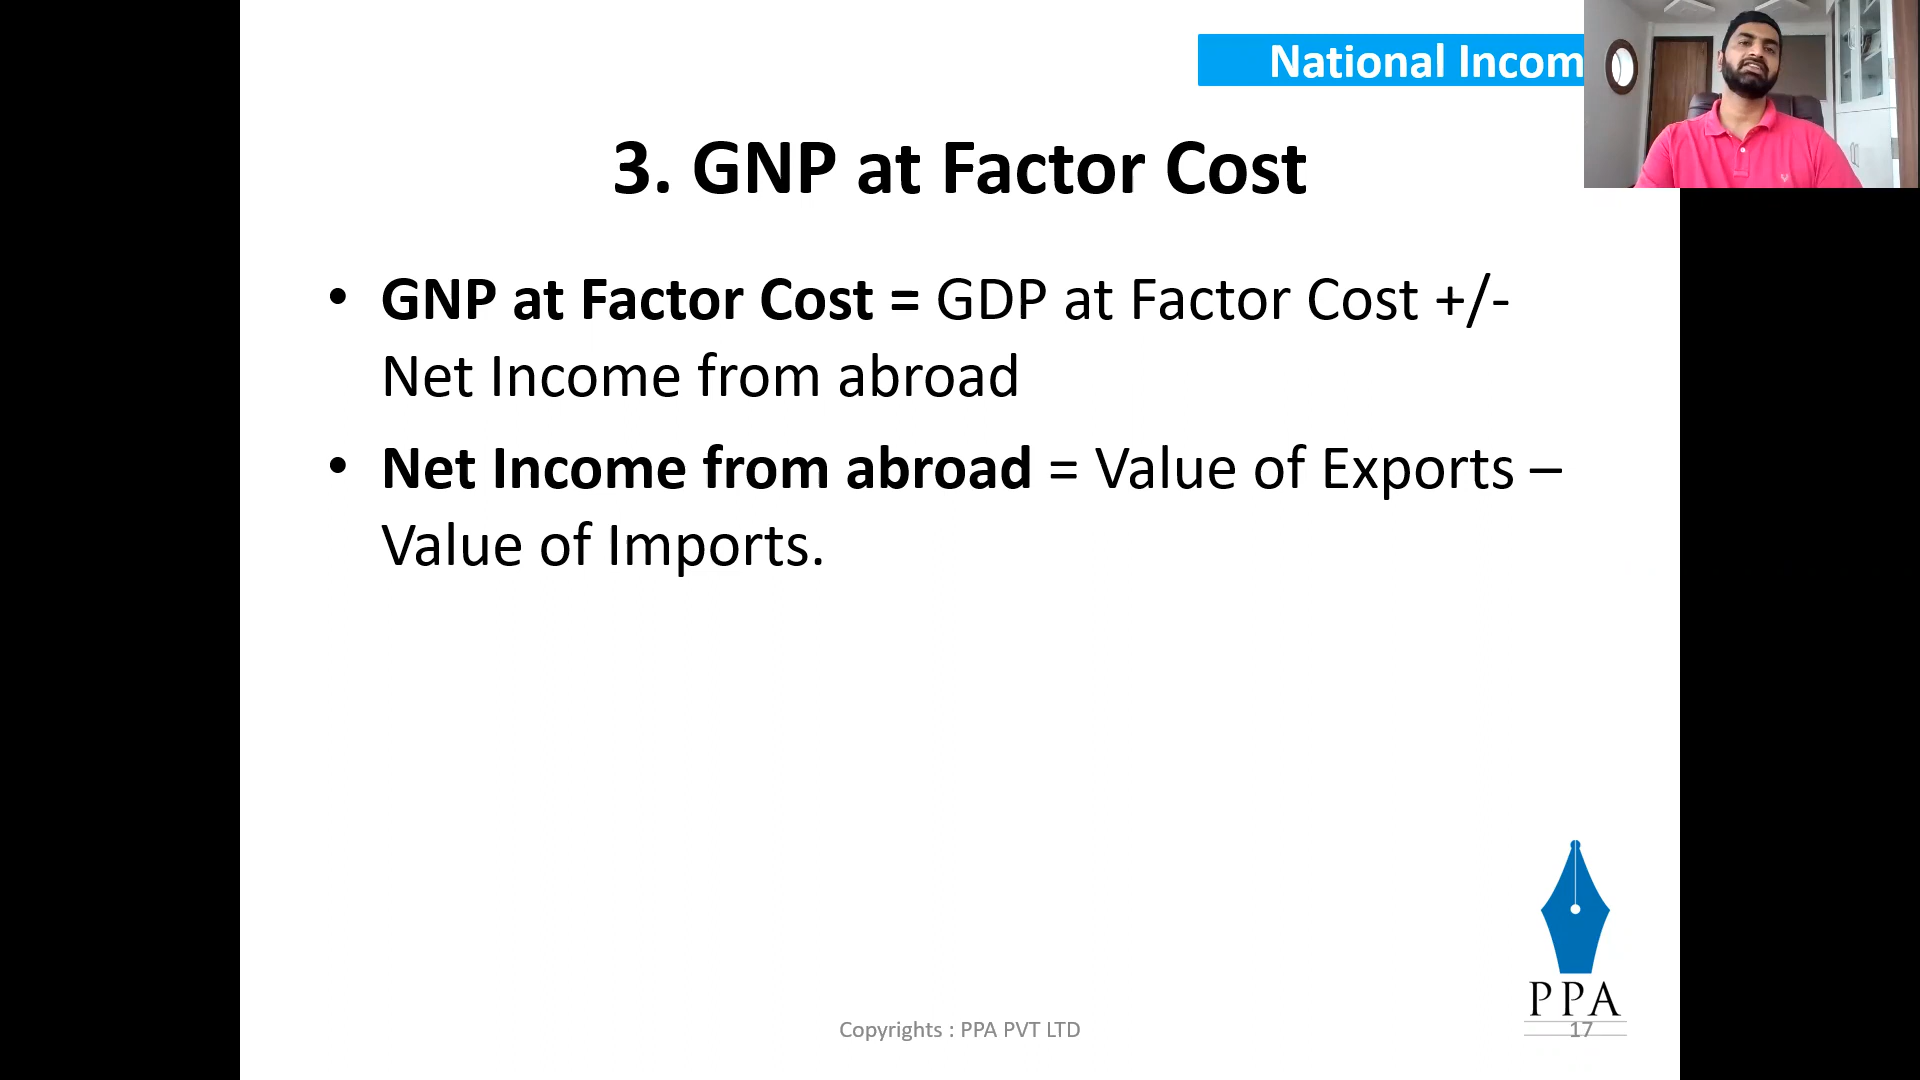 National Incom
3. GNP at Factor Cost
• GNP at Factor Cost = GDP at Factor Cost +/-
Net Income from abroad
• Net Income from abroad = Value of Exports –
Value of Imports.
PPA
Copyrights : PPA PVT LTD
17